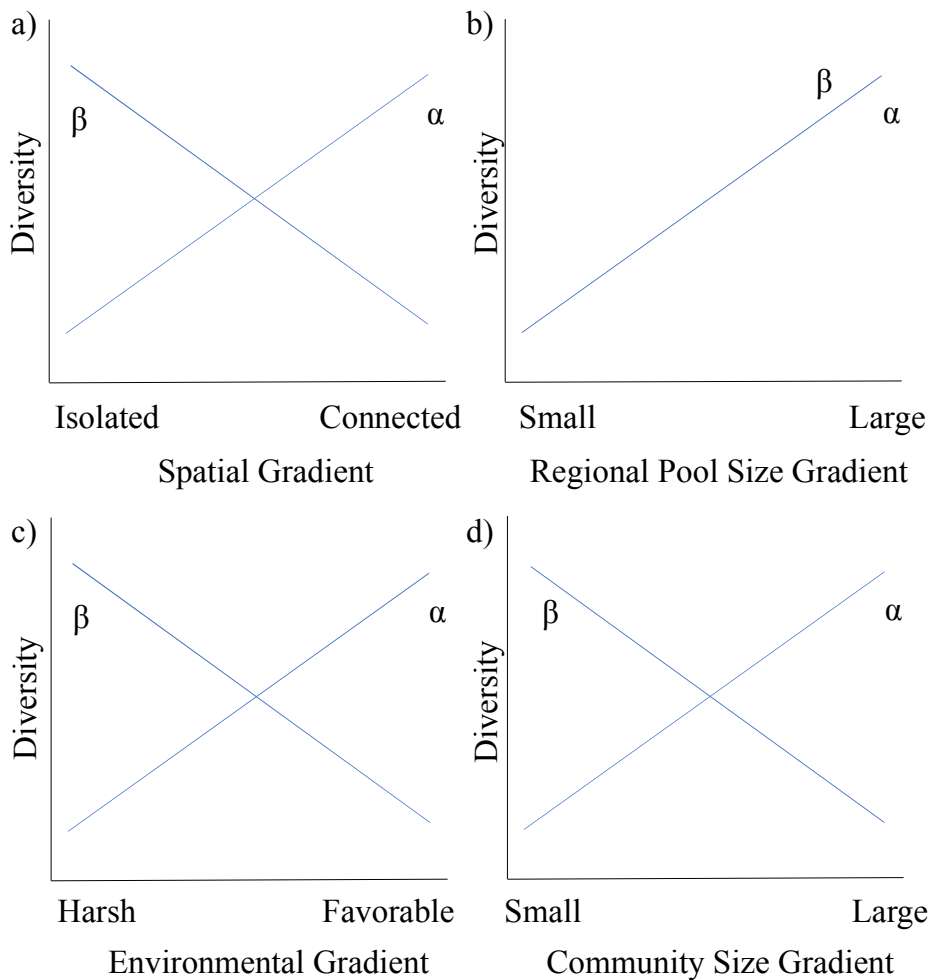 a)
β
α
Diversity
Isolated Connected
Spatial Gradient
b)
β
α
Diversity
Small Large
Regional Pool Size Gradient
c)
β
α
Diversity
Harsh Favorable
Environmental Gradient
d)
β
α
Diversity
Small Large
Community Size Gradient